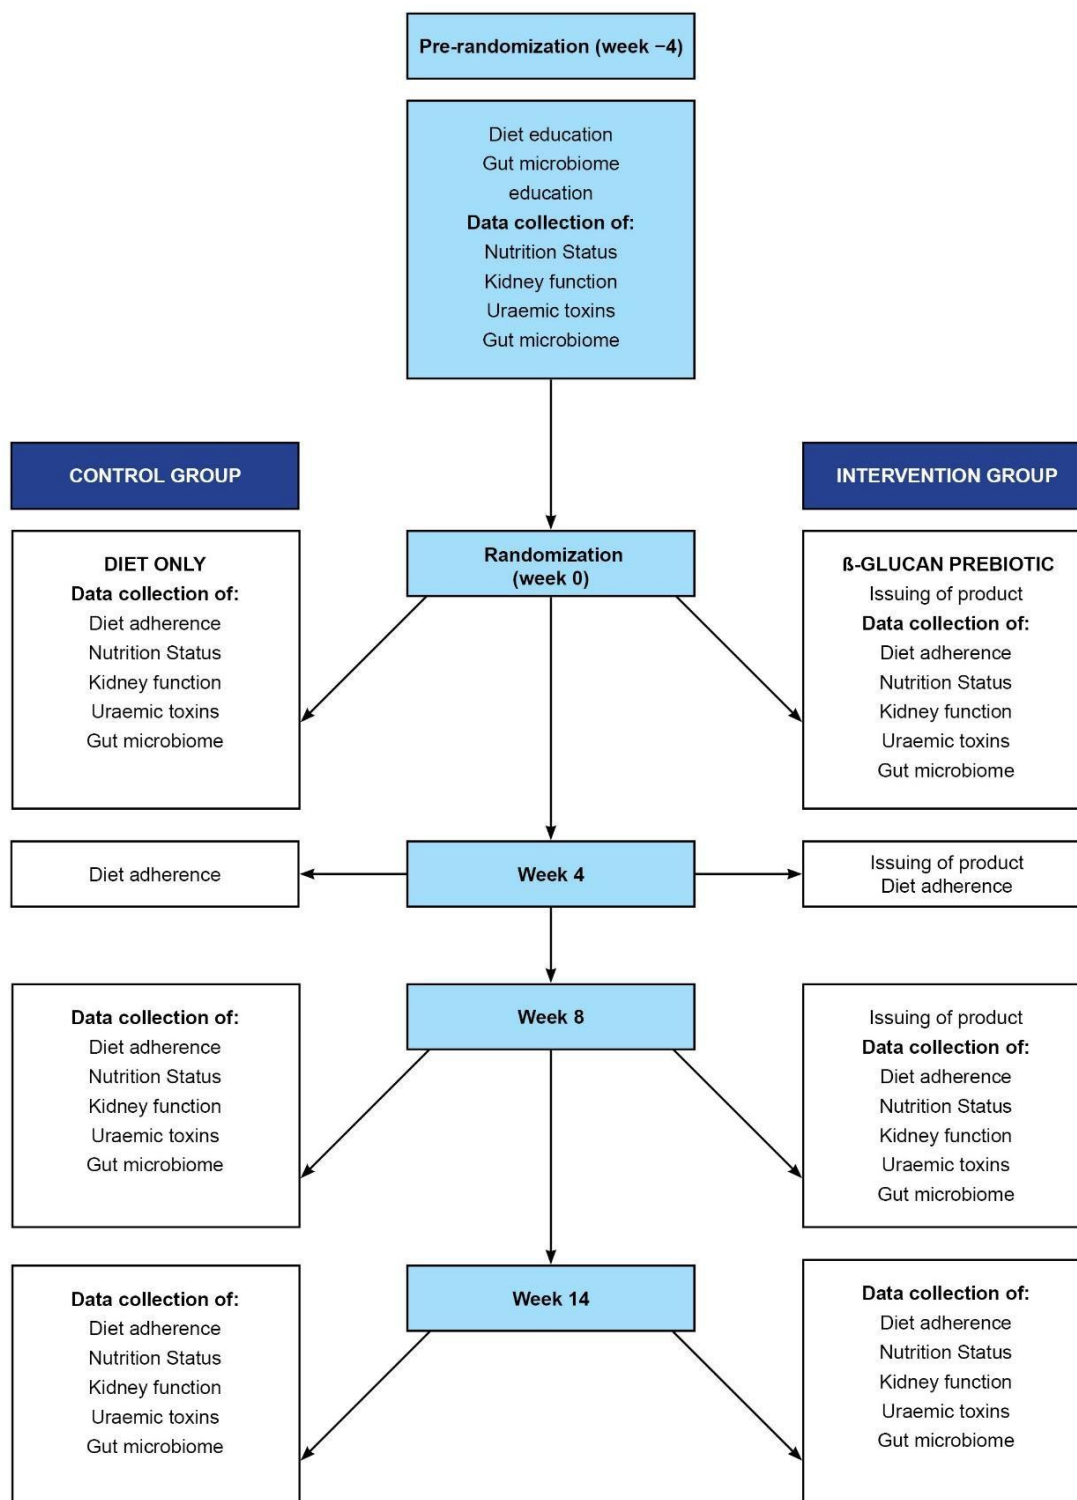 Pre-randomization (week −4)
Diet education
Gut microbiome
education
Data collection of:
Nutrition Status
Kidney function
Uraemic toxins
Gut microbiome
CONTROL GROUP
INTERVENTION GROUP
DIET ONLY
Data collection of:
Diet adherence
Nutrition Status
Kidney function
Uraemic toxins
Gut microbiome
Randomization
(week 0)
ß-GLUCAN PREBIOTIC
Issuing of product
Data collection of:
Diet adherence
Nutrition Status
Kidney function
Uraemic toxins
Gut microbiome
Diet adherence
Week 4
Issuing of product
Diet adherence
Data collection of:
Diet adherence
Nutrition Status
Kidney function
Uraemic toxins
Gut microbiome
Week 8
Issuing of product
Data collection of:
Diet adherence
Nutrition Status
Kidney function
Uraemic toxins
Gut microbiome
Data collection of:
Diet adherence
Nutrition Status
Kidney function
Uraemic toxins
Gut microbiome
Week 14
Data collection of:
Diet adherence
Nutrition Status
Kidney function
Uraemic toxins
Gut microbiome